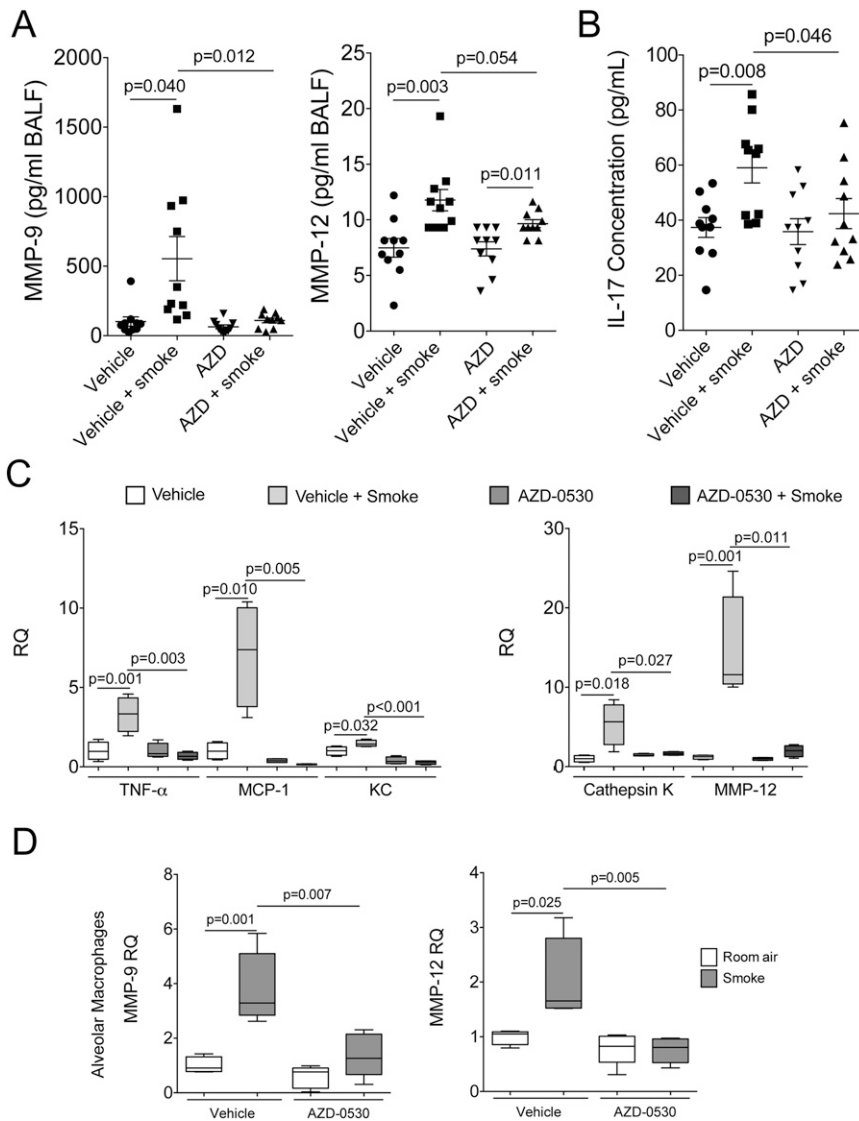 A
MMP-9 (pg/ml BALF)
2000
1500
1000
500
0
p=0.012
p=0.040
Vehicle
Vehicle + smoke
AZD
AZD + smoke
MMP-12 (pg/ml BALF)
25
20
15
10
5
0
p=0.054
p=0.003
p=0.011
Vehicle
Vehicle + smoke
AZD
AZD + smoke
B
IL-17 Concentration (pg/mL)
100
80
60
40
20
0
p=0.046
p=0.008
Vehicle
Vehicle + smoke
AZD
AZD + smoke
C
Vehicle
Vehicle + Smoke
AZD-0530
AZD-0530 + Smoke
RQ
15
10
5
0
p=0.010
p=0.005
p=0.001
p=0.003
p=0.032
p<0.001
TNF-α
MCP-1
KC
RQ
30
20
10
0
p=0.001
p=0.011
p=0.018
p=0.027
Cathepsin K
MMP-12
D
Alveolar Macrophages
MMP-9 RQ
8
6
4
2
0
p=0.001
p=0.007
Vehicle
AZD-0530
MMP-12 RQ
4
3
2
1
0
p=0.025
p=0.005
Vehicle
AZD-0530
Room air
Smoke